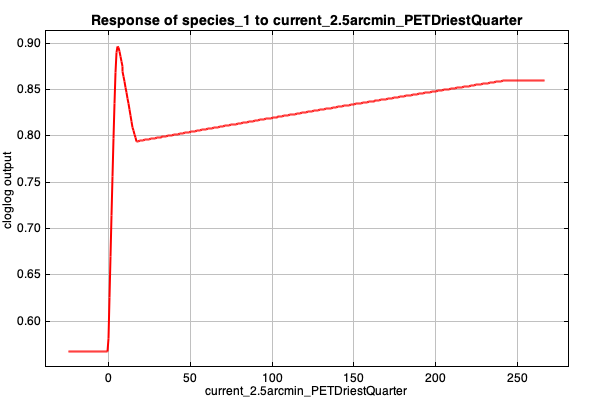 Response of species_1 to current_2.5arcmin_PETDriestQuarter
0.90
0.85
0.80
0.75
0.70
0.65
0.60
cloglog output
0 50 100 150 200 250
current_2.5arcmin_PETDriestQuarter